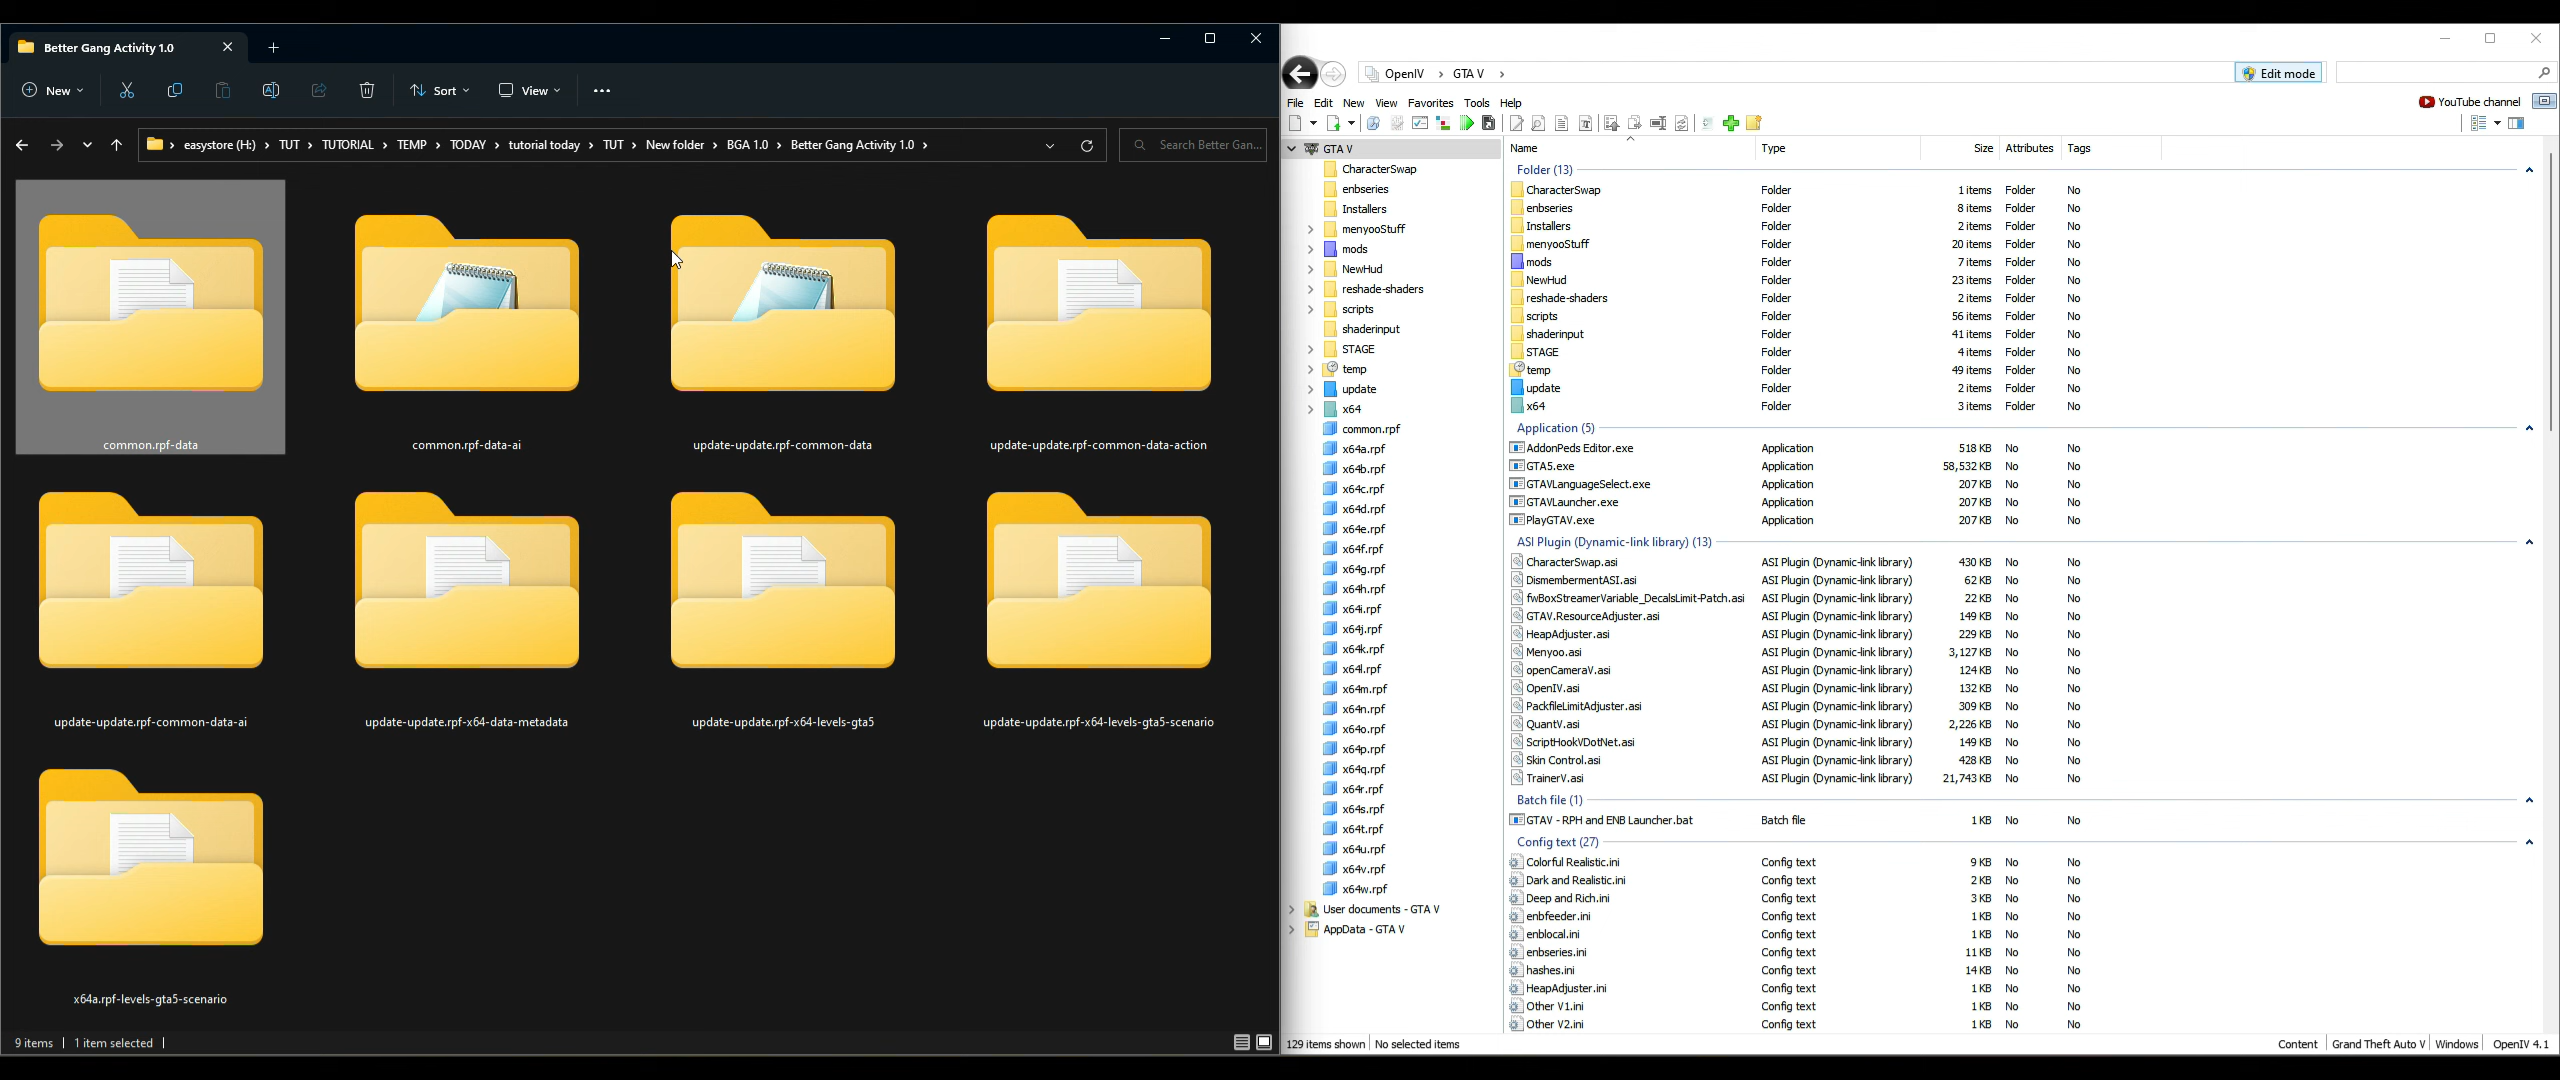 Better Gang Activity 1.0
New
Sort
View
easystore (H:) > TUT > TUTORIAL > TEMP > TODAY > tutorial today > TUT > New folder > BGA 1.0 > Better Gang Activity 1.0 >
Search Better Gan...
common.rpf-data
common.rpf-data-ai
update-update.rpf-common-data
update-update.rpf-common-data-action
update-update.rpf-common-data-ai
update-update.rpf-x64-data-metadata
update-update.rpf-x64-levels-gta5
update-update.rpf-x64-levels-gta5-scenario
x64a.rpf-levels-gta5-scenario
9 items
1 item selected
OpenIV > GTA V >
Edit mode
File Edit New View Favorites Tools Help
YouTube channel
GTA V
CharacterSwap
enbseries
Installers
menyooStuff
mods
NewHud
reshade-shaders
scripts
shaderinput
STAGE
temp
update
x64
common.rpf
x64a.rpf
x64b.rpf
x64c.rpf
x64d.rpf
x64e.rpf
x64f.rpf
x64g.rpf
x64h.rpf
x64i.rpf
x64j.rpf
x64k.rpf
x64l.rpf
x64m.rpf
x64n.rpf
x64o.rpf
x64p.rpf
x64q.rpf
x64r.rpf
x64s.rpf
x64t.rpf
x64u.rpf
x64v.rpf
x64w.rpf
User documents - GTA V
AppData - GTA V
Name Type Size Attributes Tags
Folder (13)
CharacterSwap Folder 1 items Folder No
enbseries Folder 8 items Folder No
Installers Folder 2 items Folder No
menyooStuff Folder 20 items Folder No
mods Folder 7 items Folder No
NewHud Folder 23 items Folder No
reshade-shaders Folder 2 items Folder No
scripts Folder 56 items Folder No
shaderinput Folder 41 items Folder No
STAGE Folder 4 items Folder No
temp Folder 49 items Folder No
update Folder 2 items Folder No
x64 Folder 3 items Folder No
Application (5)
AddonPeds Editor.exe Application 518 KB No No
GTA5.exe Application 58,532 KB No No
GTAVLanguageSelect.exe Application 207 KB No No
GTAVLauncher.exe Application 207 KB No No
PlayGTAV.exe Application 207 KB No No
ASI Plugin (Dynamic-link library) (13)
CharacterSwap.asi ASI Plugin (Dynamic-link library) 430 KB No No
DismembermentASI.asi ASI Plugin (Dynamic-link library) 62 KB No No
fwBoxStreamerVariable_DecalsLimit-Patch.asi ASI Plugin (Dynamic-link library) 22 KB No No
GTAV.ResourceAdjuster.asi ASI Plugin (Dynamic-link library) 149 KB No No
HeapAdjuster.asi ASI Plugin (Dynamic-link library) 229 KB No No
Menyoo.asi ASI Plugin (Dynamic-link library) 3,127 KB No No
openCameraV.asi ASI Plugin (Dynamic-link library) 124 KB No No
OpenIV.asi ASI Plugin (Dynamic-link library) 132 KB No No
PackfileLimitAdjuster.asi ASI Plugin (Dynamic-link library) 309 KB No No
QuantV.asi ASI Plugin (Dynamic-link library) 2,226 KB No No
ScriptHookVDotNet.asi ASI Plugin (Dynamic-link library) 149 KB No No
Skin Control.asi ASI Plugin (Dynamic-link library) 428 KB No No
TrainerV.asi ASI Plugin (Dynamic-link library) 21,743 KB No No
Batch file (1)
GTAV - RPH and ENB Launcher.bat Batch file 1 KB No No
Config text (27)
Colorful Realistic.ini Config text 9 KB No No
Dark and Realistic.ini Config text 2 KB No No
Deep and Rich.ini Config text 3 KB No No
enbfeeder.ini Config text 1 KB No No
enblocal.ini Config text 1 KB No No
enbseries.ini Config text 11 KB No No
hashes.ini Config text 14 KB No No
HeapAdjuster.ini Config text 1 KB No No
Other V1.ini Config text 1 KB No No
Other V2.ini Config text 1 KB No No
129 items shown
No selected items
Content
Grand Theft Auto V
Windows
OpenIV 4.1